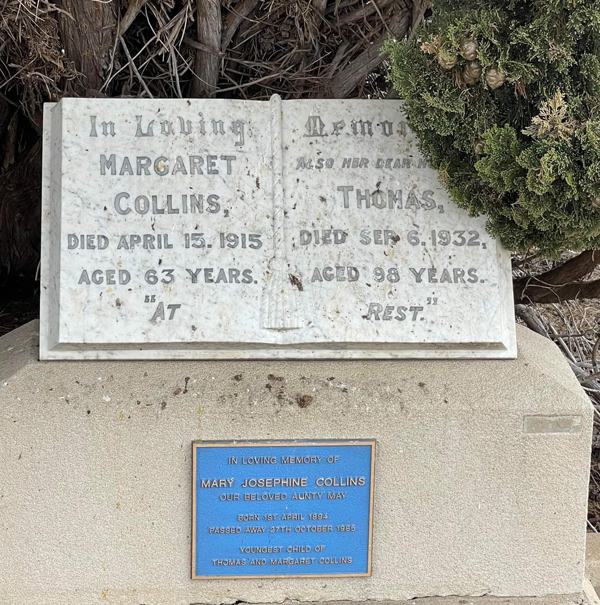 In Loving
MARGARET
COLLINS,
DIED APRIL 15, 1915
AGED 63 YEARS.
"AT
ALSO HER DEAR
THOMAS,
DIED SEP 6, 1932,
AGED 98 YEARS.
REST."
IN LOVING MEMORY OF
MARY JOSEPHINE COLLINS
OUR BELOVED AUNTY MAY
BORN 1ST APRIL 1894
PASSED AWAY 27TH OCTOBER 1985
YOUNGEST CHILD OF
THOMAS AND MARGARET COLLINS